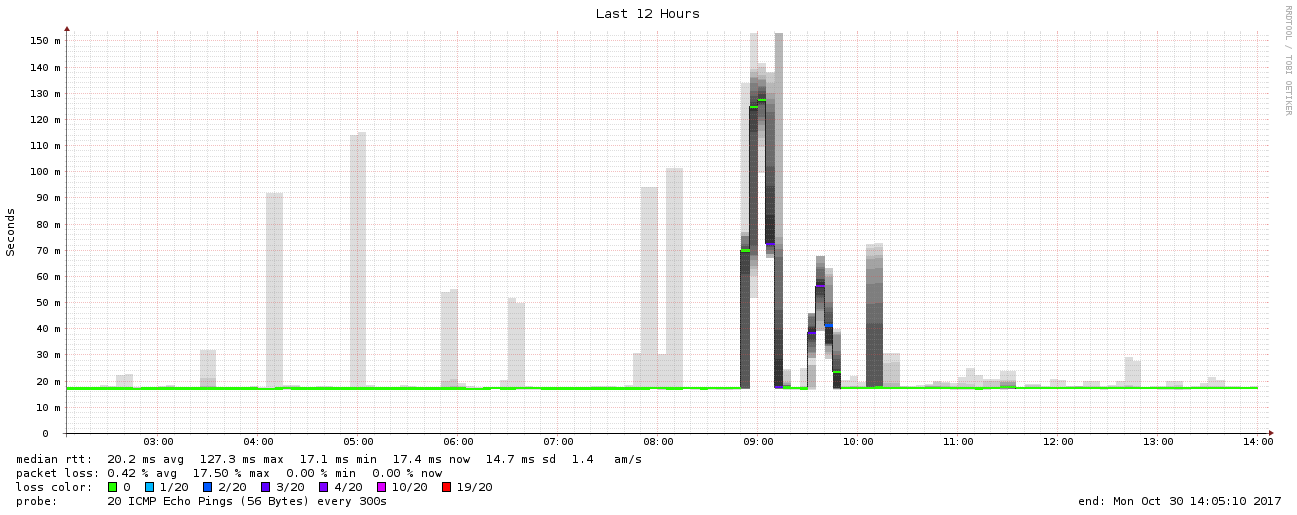 Last 12 Hours
RRDTOOL / TOBI OETIKER
Seconds
150 m
140 m
130 m
120 m
110 m
100 m
90 m
80 m
70 m
60 m
50 m
40 m
30 m
20 m
10 m
0
03:00 04:00 05:00 06:00 07:00 08:00 09:00 10:00 11:00 12:00 13:00 14:00
median rtt: 20.2 ms avg 127.3 ms max 17.1 ms min 17.4 ms now 14.7 ms sd 1.4 am/s
packet loss: 0.42 % avg 17.50 % max 0.00 % min 0.00 % now
loss color: 0 1/20 2/20 3/20 4/20 10/20 19/20
probe: 20 ICMP Echo Pings (56 Bytes) every 300s end: Mon Oct 30 14:05:10 2017